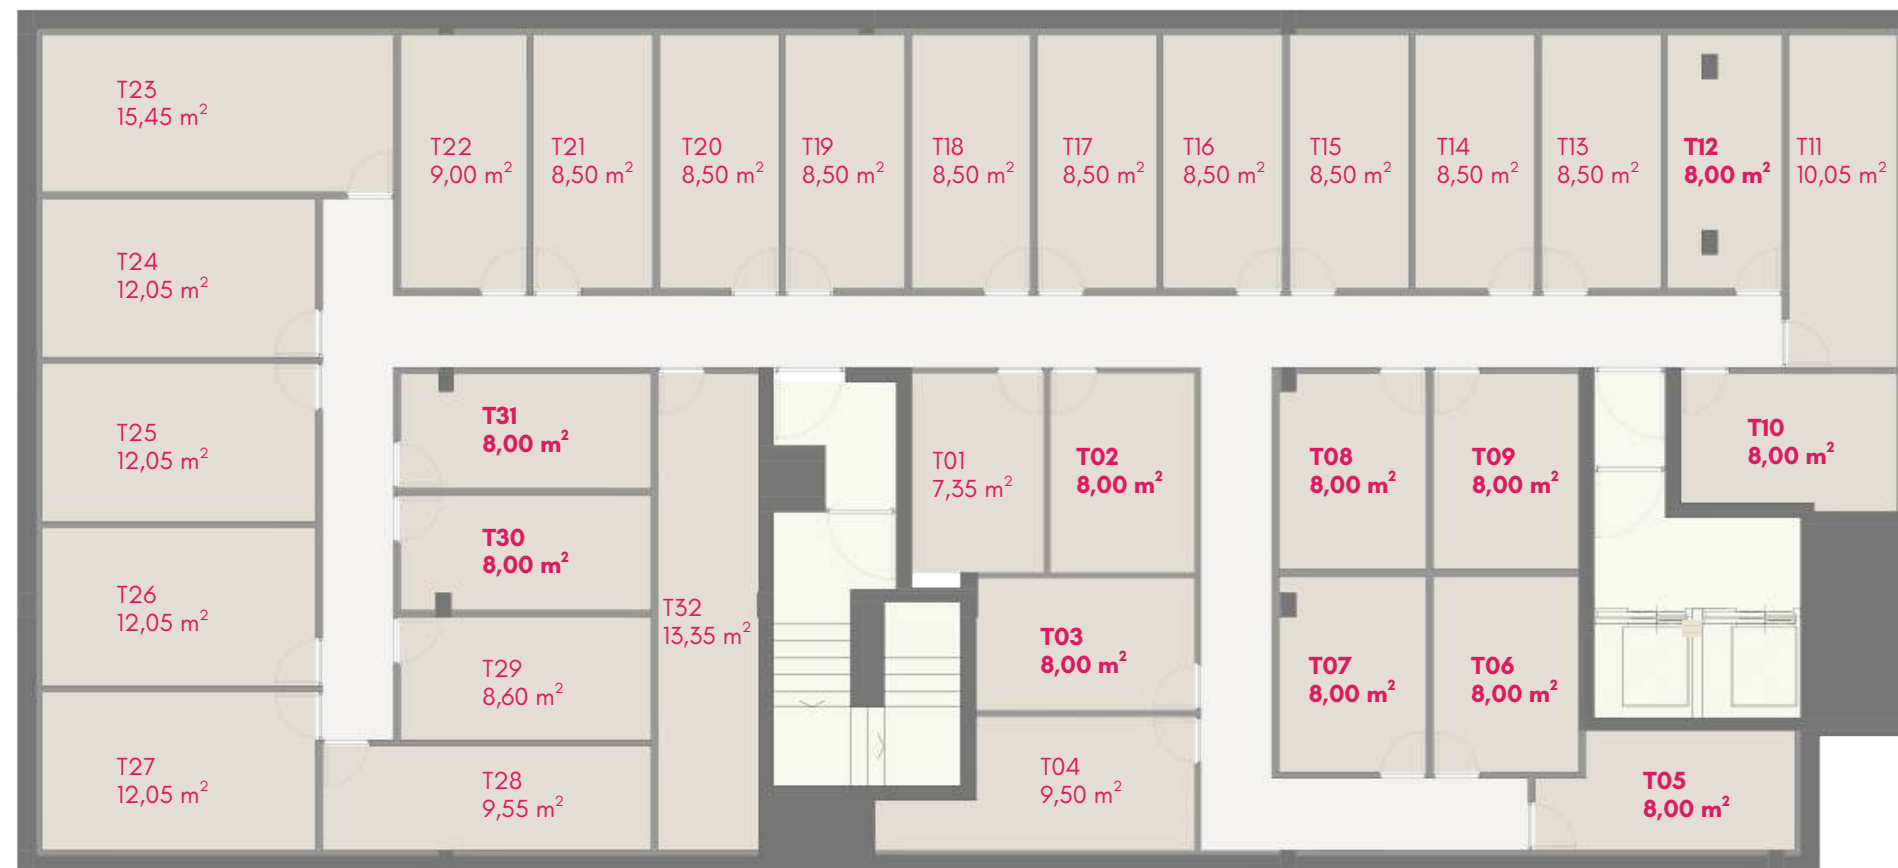 T23
15,45 m²
T22
9,00 m²
T21
8,50 m²
T20
8,50 m²
T19
8,50 m²
T18
8,50 m²
T17
8,50 m²
T16
8,50 m²
T15
8,50 m²
T14
8,50 m²
T13
8,50 m²
T12
8,00 m²
T11
10,05 m²
T24
12,05 m²
T25
12,05 m²
T31
8,00 m²
T01
7,35 m²
T02
8,00 m²
T08
8,00 m²
T09
8,00 m²
T10
8,00 m²
T30
8,00 m²
T26
12,05 m²
T32
13,35 m²
T03
8,00 m²
T29
8,60 m²
T07
8,00 m²
T06
8,00 m²
T27
12,05 m²
T28
9,55 m²
T04
9,50 m²
T05
8,00 m²